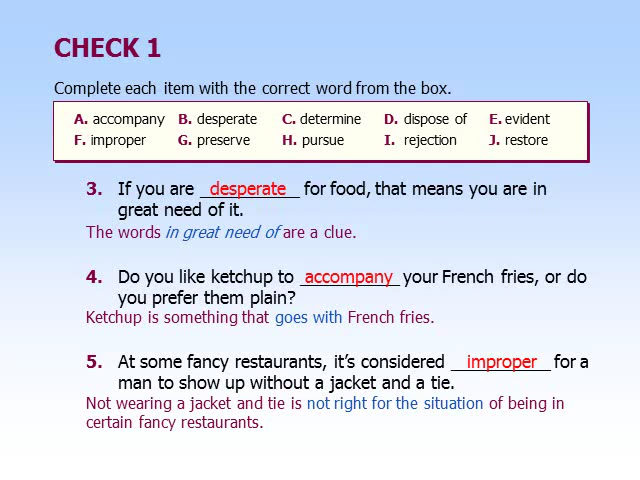 CHECK 1
Complete each item with the correct word from the box.
A. accompany B. desperate C. determine D. dispose of E. evident
F. improper G. preserve H. pursue I. rejection J. restore
3. If you are desperate for food, that means you are in
great need of it.
The words in great need of are a clue.
4. Do you like ketchup to accompany your French fries, or do
you prefer them plain?
Ketchup is something that goes with French fries.
5. At some fancy restaurants, it’s considered improper for a
man to show up without a jacket and a tie.
Not wearing a jacket and tie is not right for the situation of being in
certain fancy restaurants.